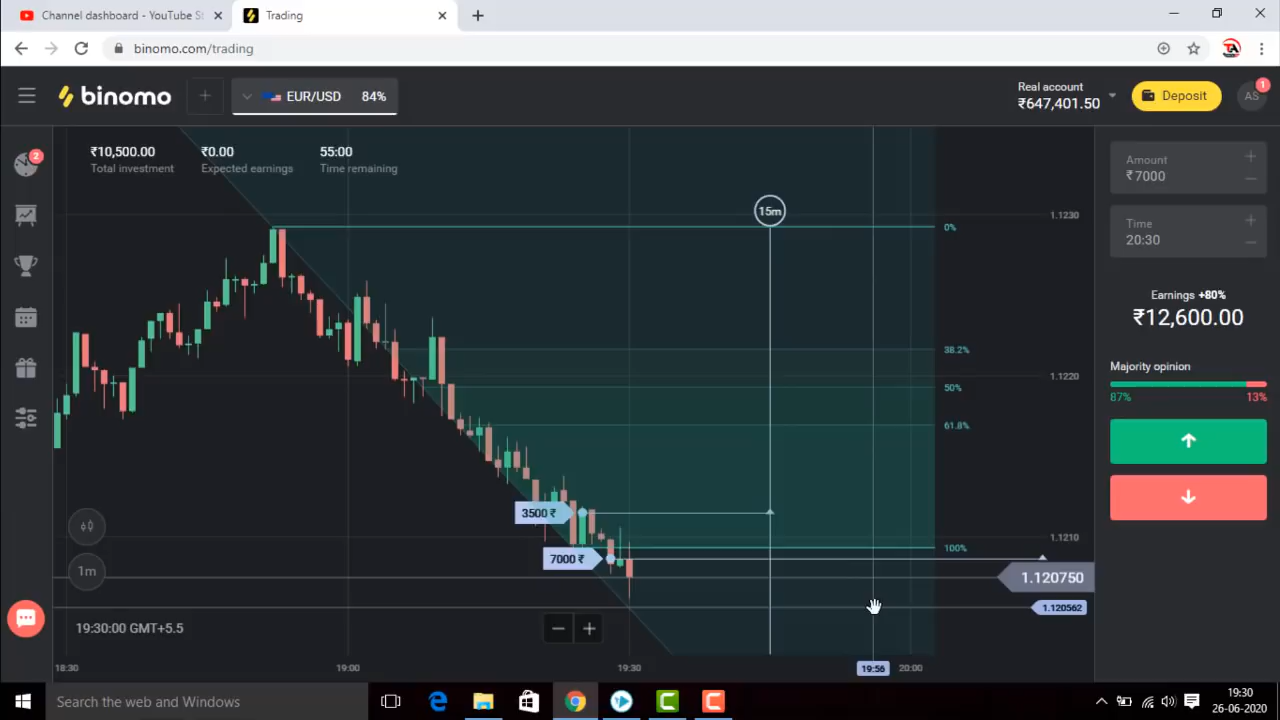 Channel dashboard - YouTube S
Trading
binomo.com/trading
binomo
EUR/USD 84%
Real account
₹647,401.50
Deposit
AS
1
2
₹10,500.00 ₹0.00 55:00
Total investment Expected earnings Time remaining
15m
1.1230
0%
38.2%
1.1220
50%
61.8%
3500 ₹
1.1210
100%
7000 ₹
1.120750
1.120562
1m
19:30:00 GMT+5.5
18:30 19:00 19:30 19:56 20:00
Amount
₹7000
Time
20:30
Earnings +80%
₹12,600.00
Majority opinion
87% 13%
Search the web and Windows
19:30
26-06-2020